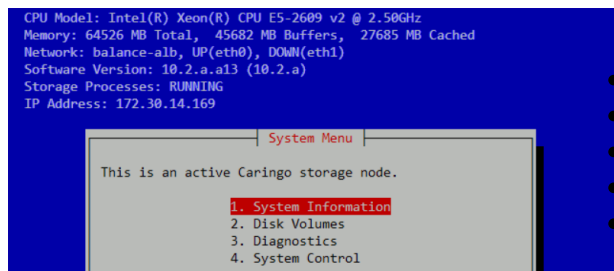 CPU Model: Intel(R) Xeon(R) CPU E5-2609 v2 @ 2.50GHz
Memory: 64526 MB Total, 45682 MB Buffers, 27685 MB Cached
Network: balance-alb, UP(eth0), DOWN(eth1)
Software Version: 10.2.a.a13 (10.2.a)
Storage Processes: RUNNING
IP Address: 172.30.14.169
System Menu
This is an active Caringo storage node.
1. System Information
2. Disk Volumes
3. Diagnostics
4. System Control